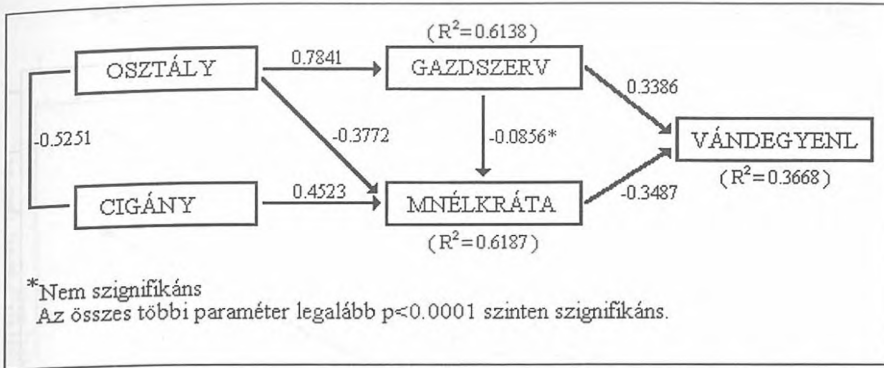 (R²=0.6138)
OSZTÁLY
0.7841
GAZDSZERV
0.3386
-0.5251
-0.3772
-0.0856*
VÁNDEGYENL
(R²=0.3668)
CIGÁNY
0.4523
MNÉLKRÁTA
-0.3487
(R²=0.6187)
*Nem szignifikáns
Az összes többi paraméter legalább p<0.0001 szinten szignifikáns.